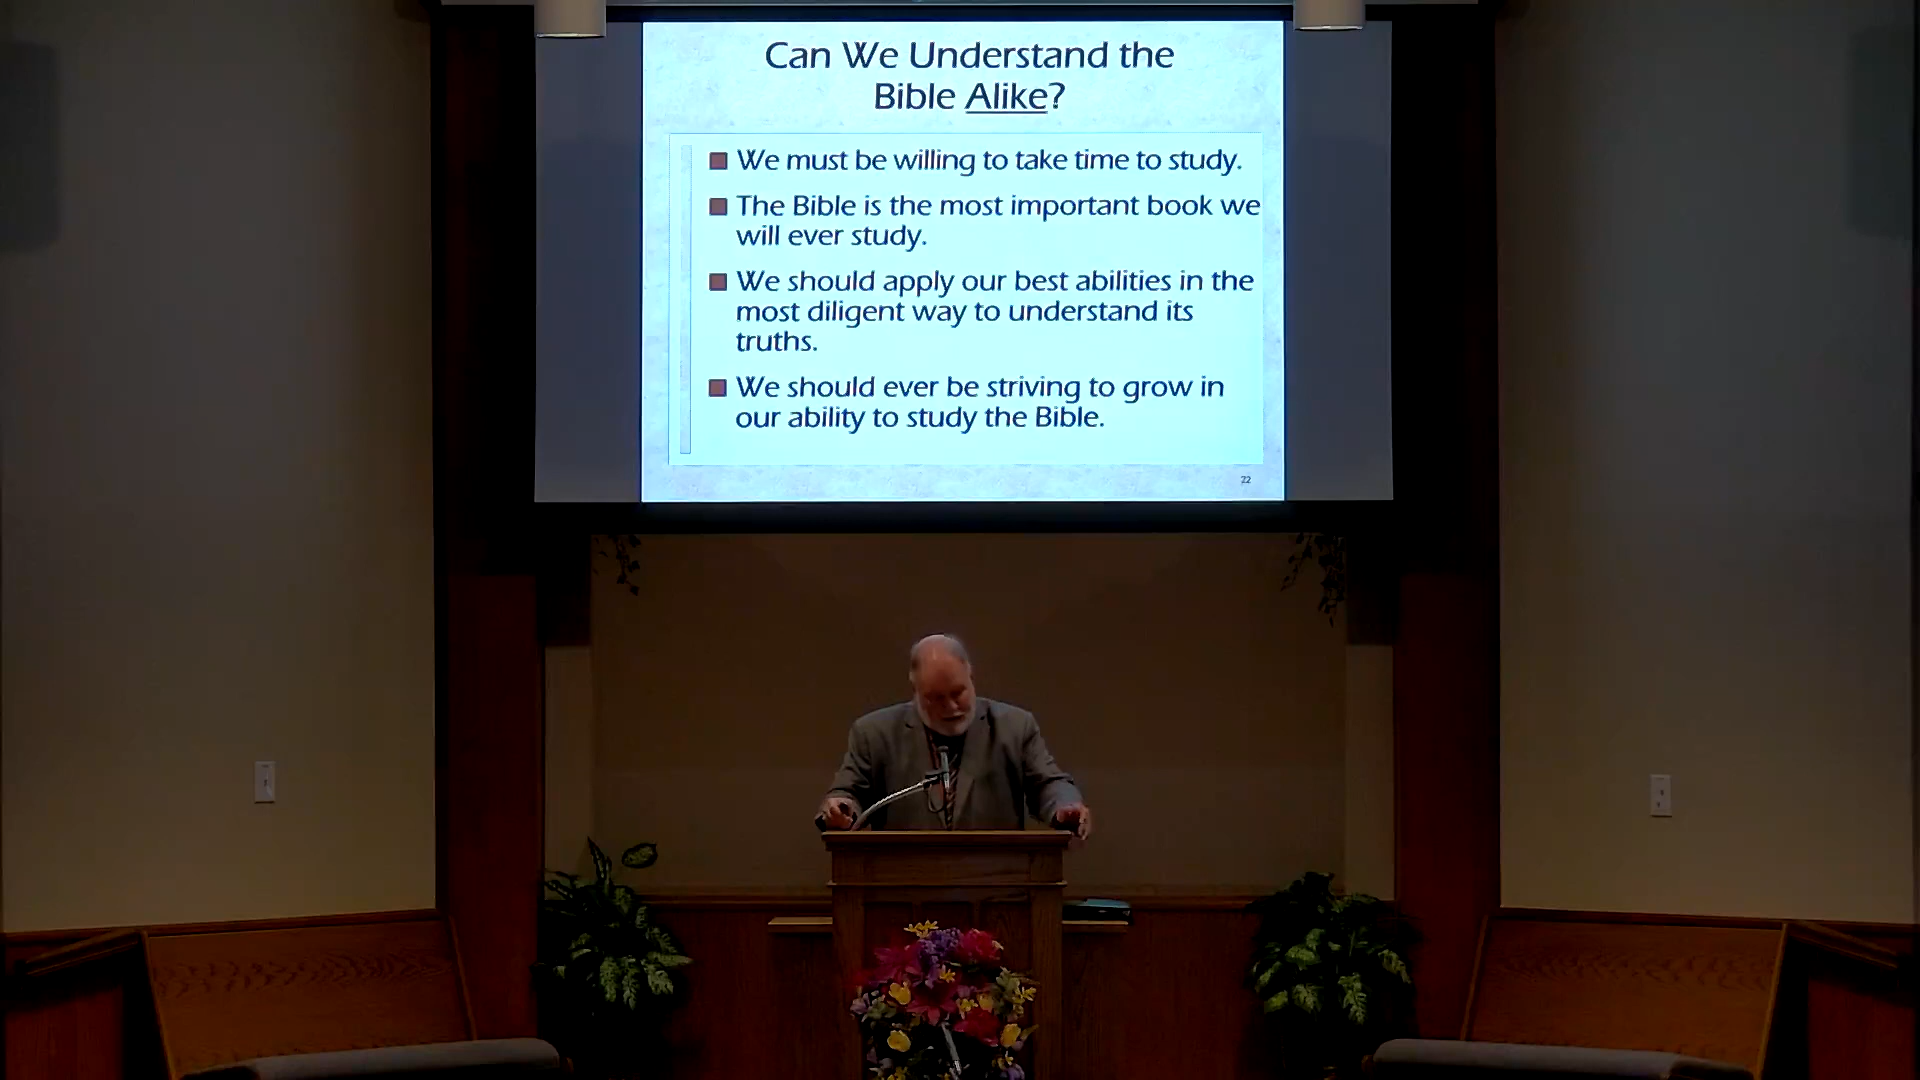 Can We Understand the
Bible Alike?
We must be willing to take time to study.
The Bible is the most important book we
will ever study.
We should apply our best abilities in the
most diligent way to understand its
truths.
We should ever be striving to grow in
our ability to study the Bible.
22